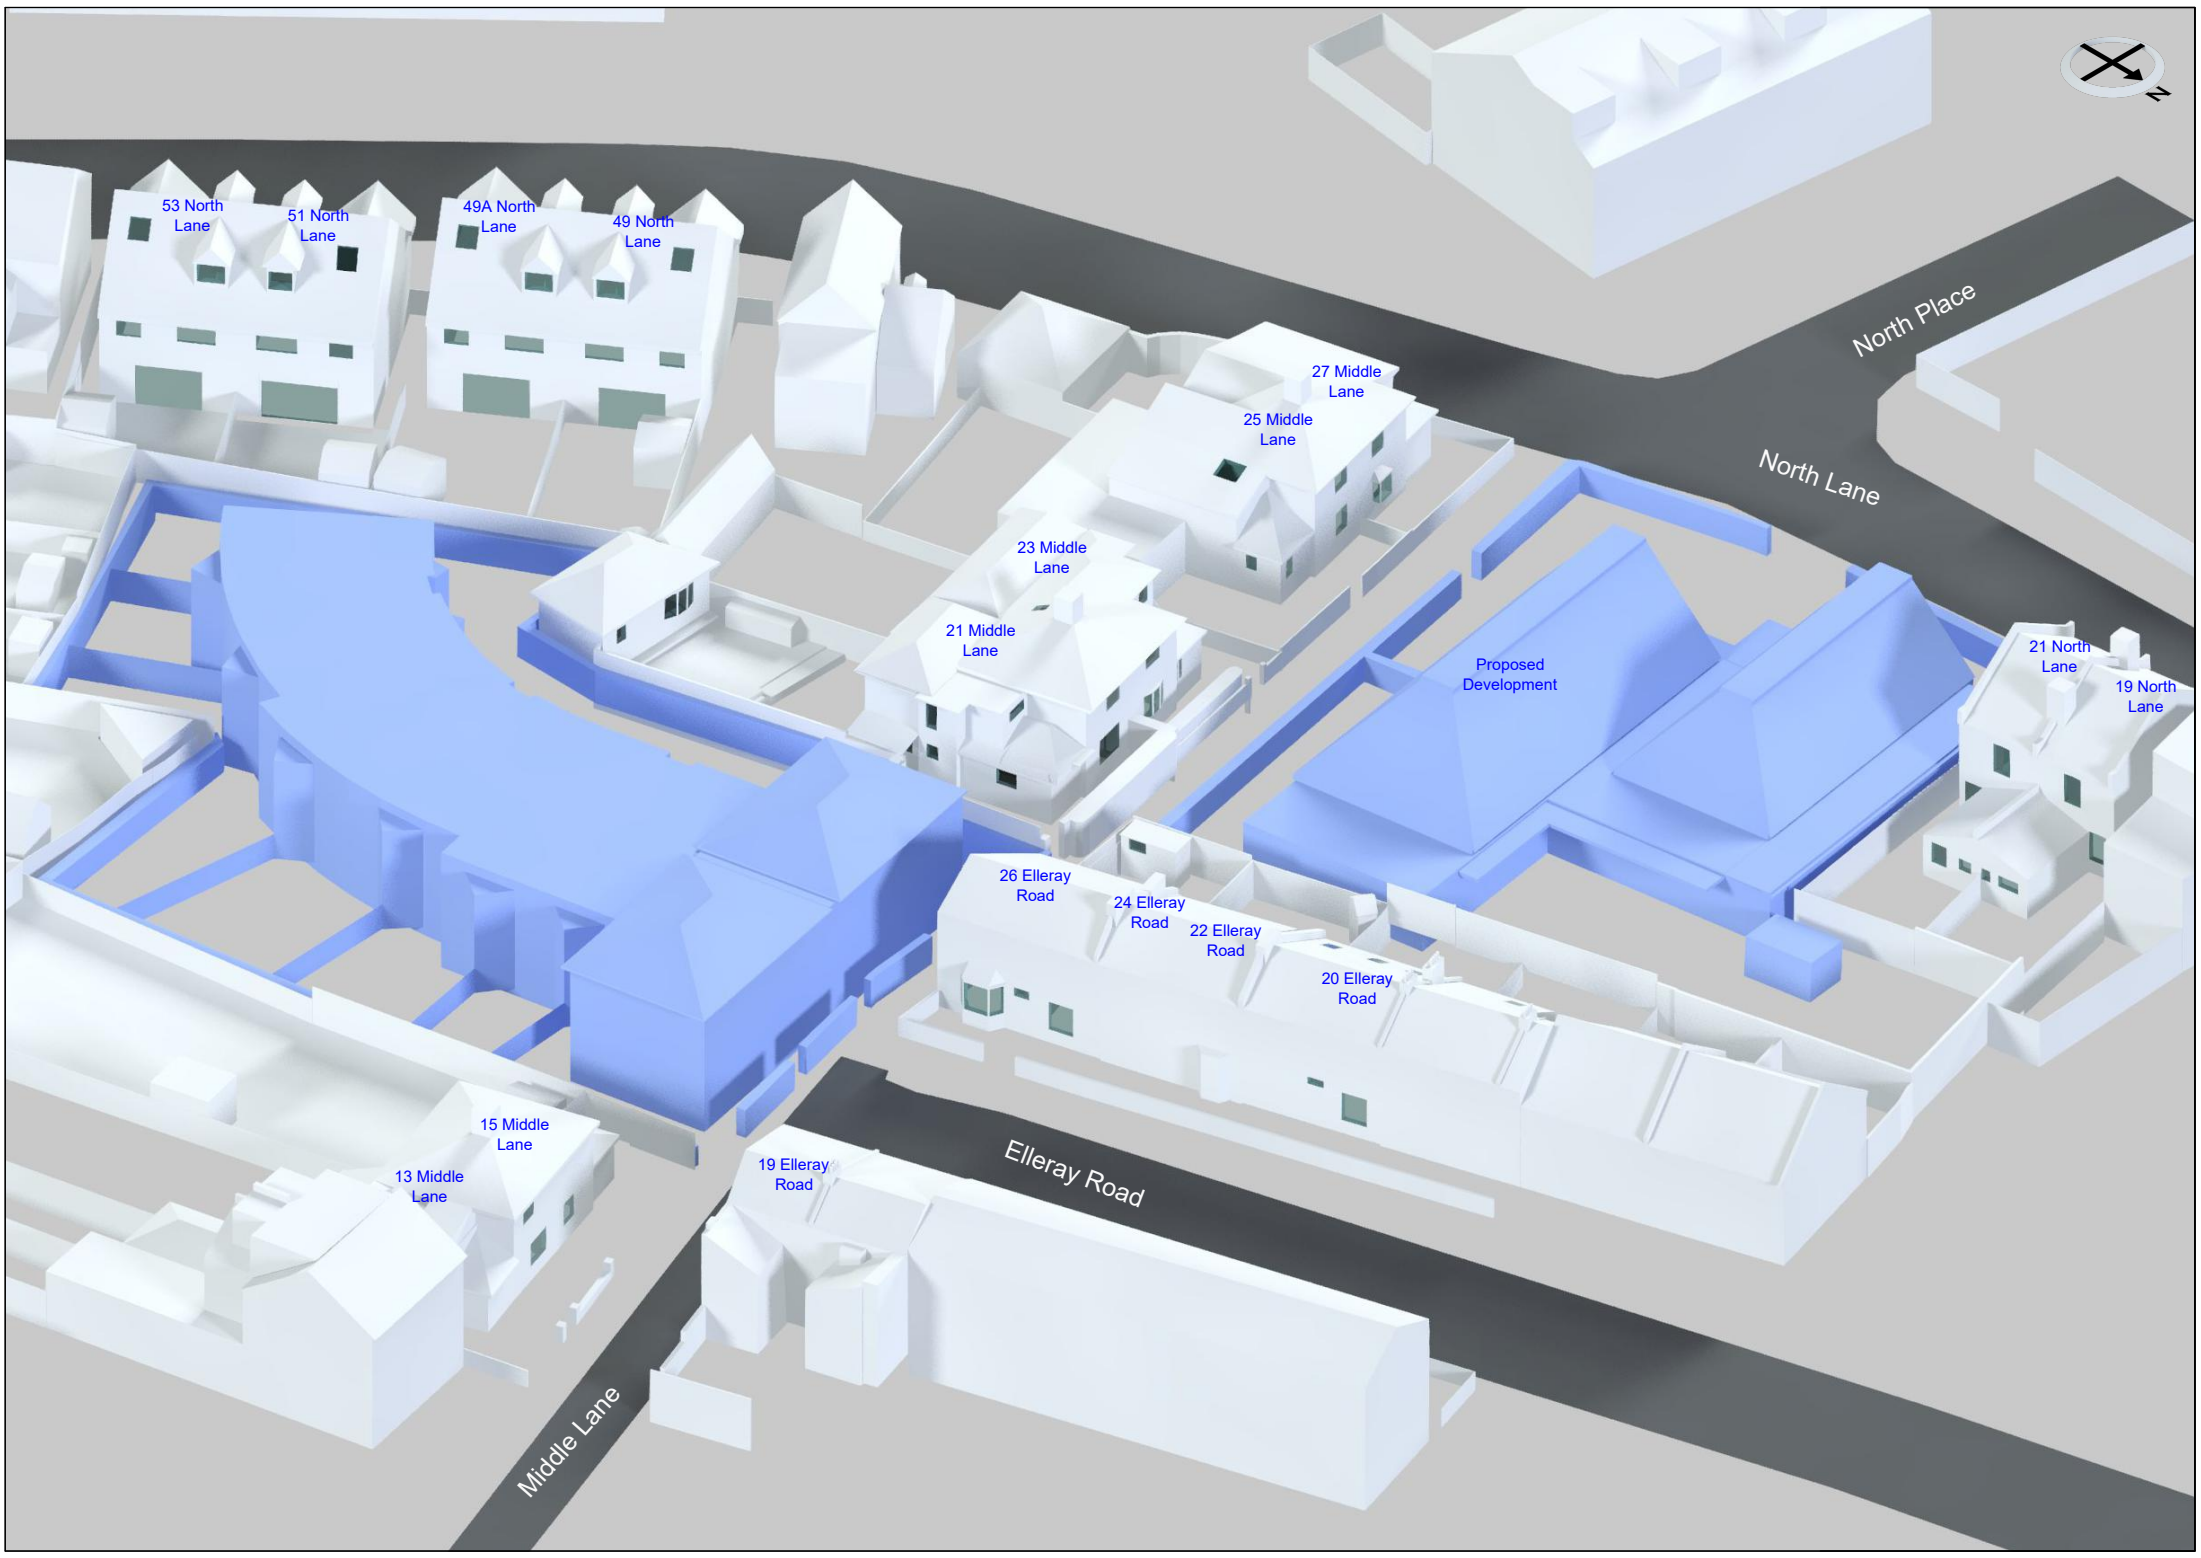 N
53 North
Lane
51 North
Lane
49A North
Lane
49 North
Lane
North Place
27 Middle
Lane
25 Middle
Lane
North Lane
23 Middle
Lane
21 Middle
Lane
Proposed
Development
21 North
Lane
19 North
Lane
26 Elleray
Road
24 Elleray
Road
22 Elleray
Road
20 Elleray
Road
15 Middle
Lane
13 Middle
Lane
19 Elleray
Road
Elleray Road
Middle Lane